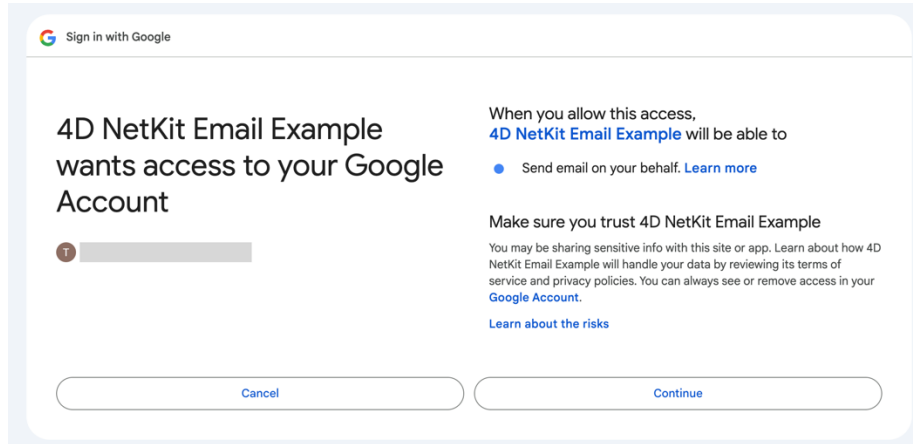 Sign in with Google
4D NetKit Email Example
wants access to your Google
Account
T
When you allow this access,
4D NetKit Email Example will be able to
Send email on your behalf. Learn more
Make sure you trust 4D NetKit Email Example
You may be sharing sensitive info with this site or app. Learn about how 4D
NetKit Email Example will handle your data by reviewing its terms of
service and privacy policies. You can always see or remove access in your
Google Account.
Learn about the risks
Cancel
Continue